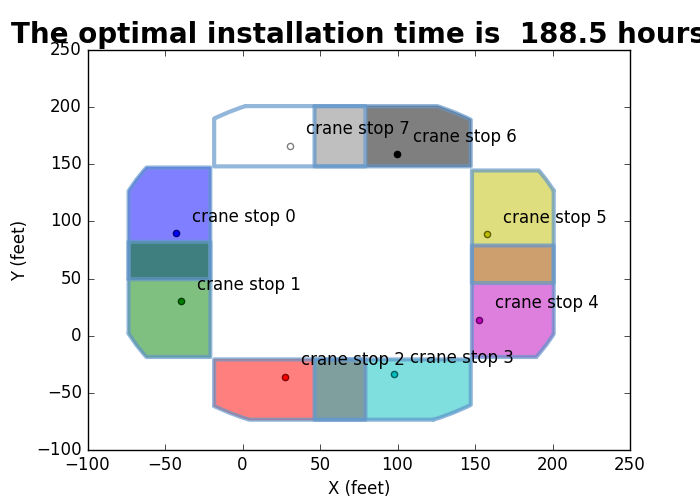 The optimal installation time is 188.5 hours
250
200
150
100
50
0
−50
−100
Y (feet)
crane stop 7
crane stop 6
crane stop 0
crane stop 5
crane stop 1
crane stop 4
crane stop 2
crane stop 3
−100
−50
0
50
100
150
200
250
X (feet)